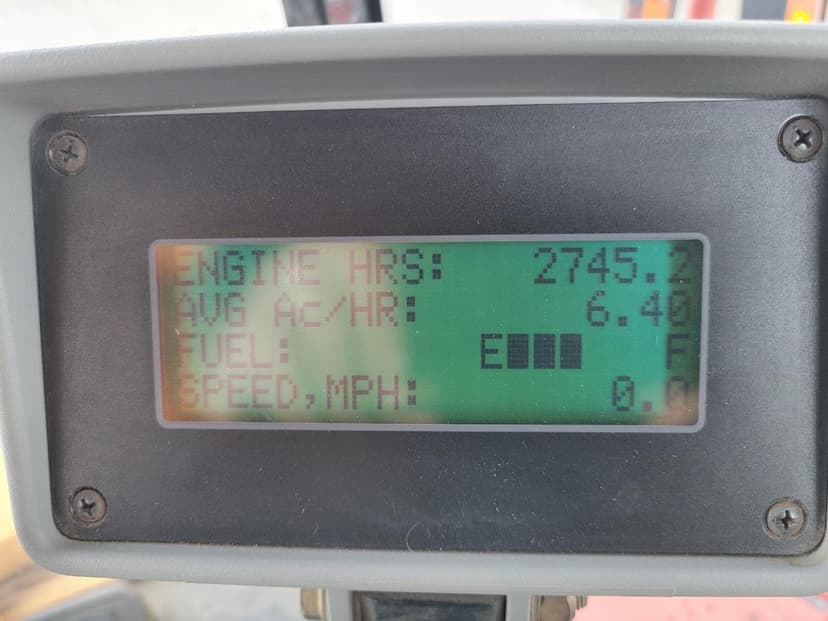 ENGINE HRS: 2745.2
AVG Ac/HR: 6.40
FUEL: E F
SPEED,MPH: 0.0